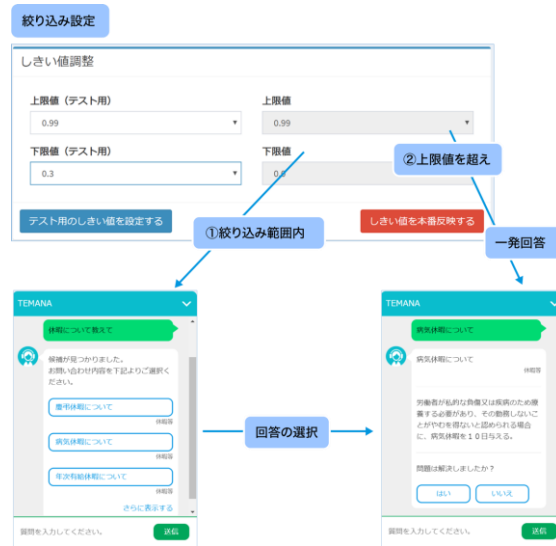 絞り込み設定
しきい値調整
上限値（テスト用）
上限値
0.99
0.99
下限値（テスト用）
下限値
②上限値を超え
0.3
テスト用のしきい値を設定する
①絞り込み範囲内
しきい値を本番反映する
一発回答
TEMANA
休暇について教えて
候補が見つかりました。
お問い合わせ内容を下記よりご選択く
ださい。
慶弔休暇について
休暇等
病気休暇について
休暇等
年次有給休暇について
休暇等
さらに表示する
質問を入力してください。
送信
回答の選択
TEMANA
病気休暇について
病気休暇について
休暇等
労働者が私的な負傷又は疾病のため療
養する必要があり、その勤務しないこ
とがやむを得ないと認められる場合
に、病気休暇を１０日与える。
問題は解決しましたか？
はい
いいえ
質問を入力してください。
送信